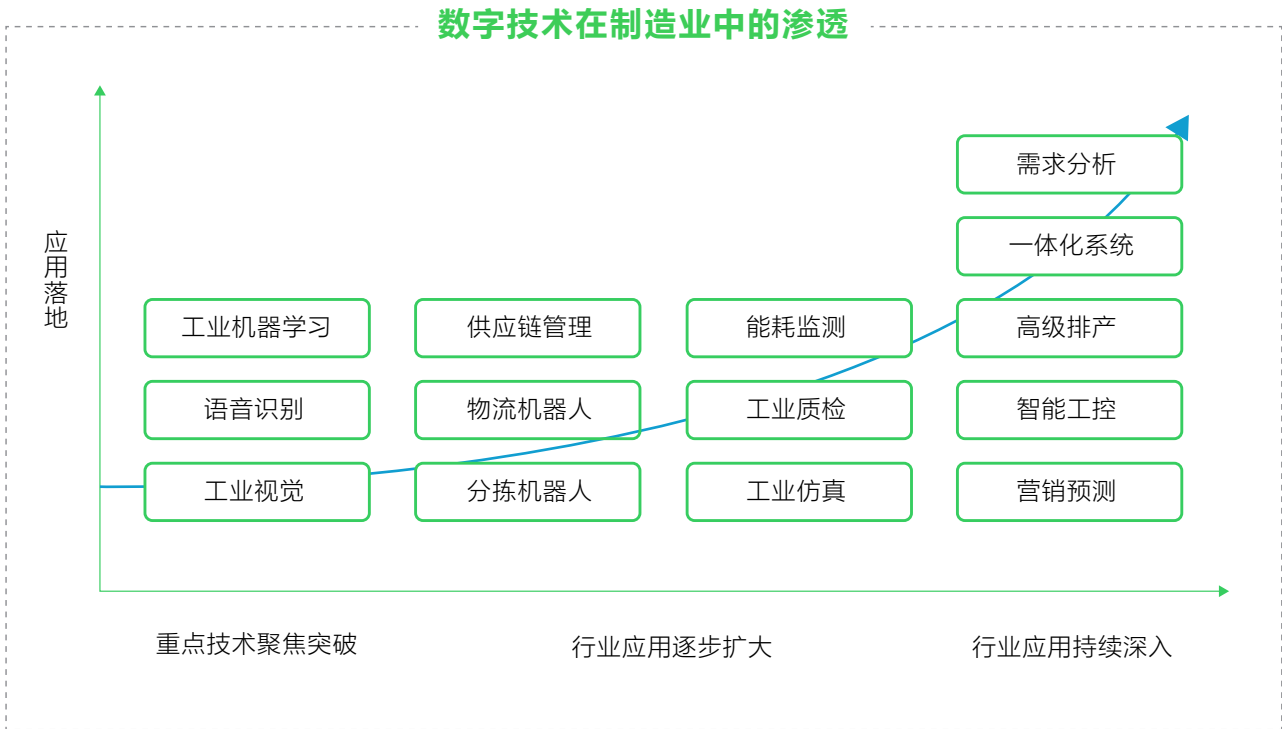 数字技术在制造业中的渗透
应用落地
需求分析
一体化系统
工业机器学习
供应链管理
能耗监测
高级排产
语音识别
物流机器人
工业质检
智能工控
工业视觉
分拣机器人
工业仿真
营销预测
重点技术聚焦突破
行业应用逐步扩大
行业应用持续深入